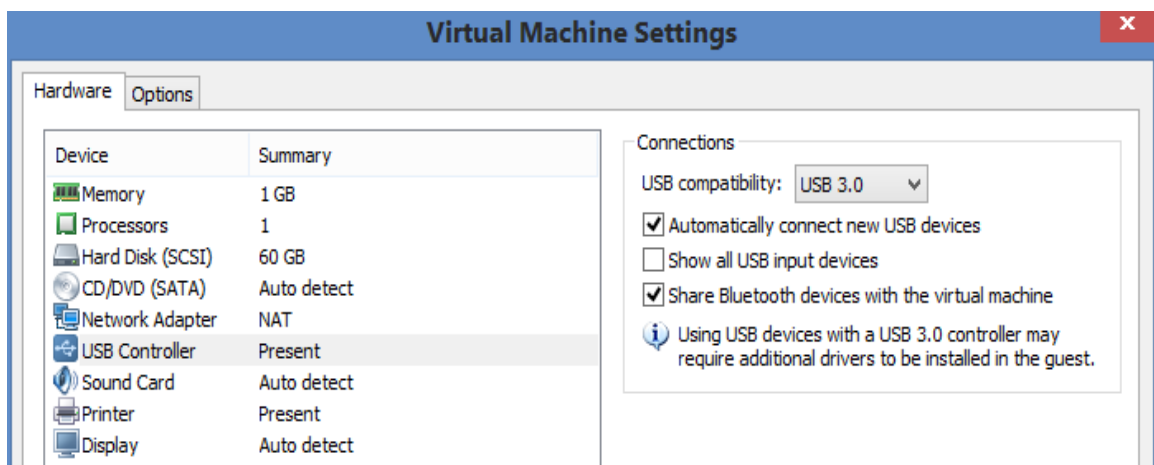 Virtual Machine Settings
x
Hardware Options
Device Summary
Memory 1 GB
Processors 1
Hard Disk (SCSI) 60 GB
CD/DVD (SATA) Auto detect
Network Adapter NAT
USB Controller Present
Sound Card Auto detect
Printer Present
Display Auto detect
Connections
USB compatibility: USB 3.0
Automatically connect new USB devices
Show all USB input devices
Share Bluetooth devices with the virtual machine
Using USB devices with a USB 3.0 controller may
require additional drivers to be installed in the guest.